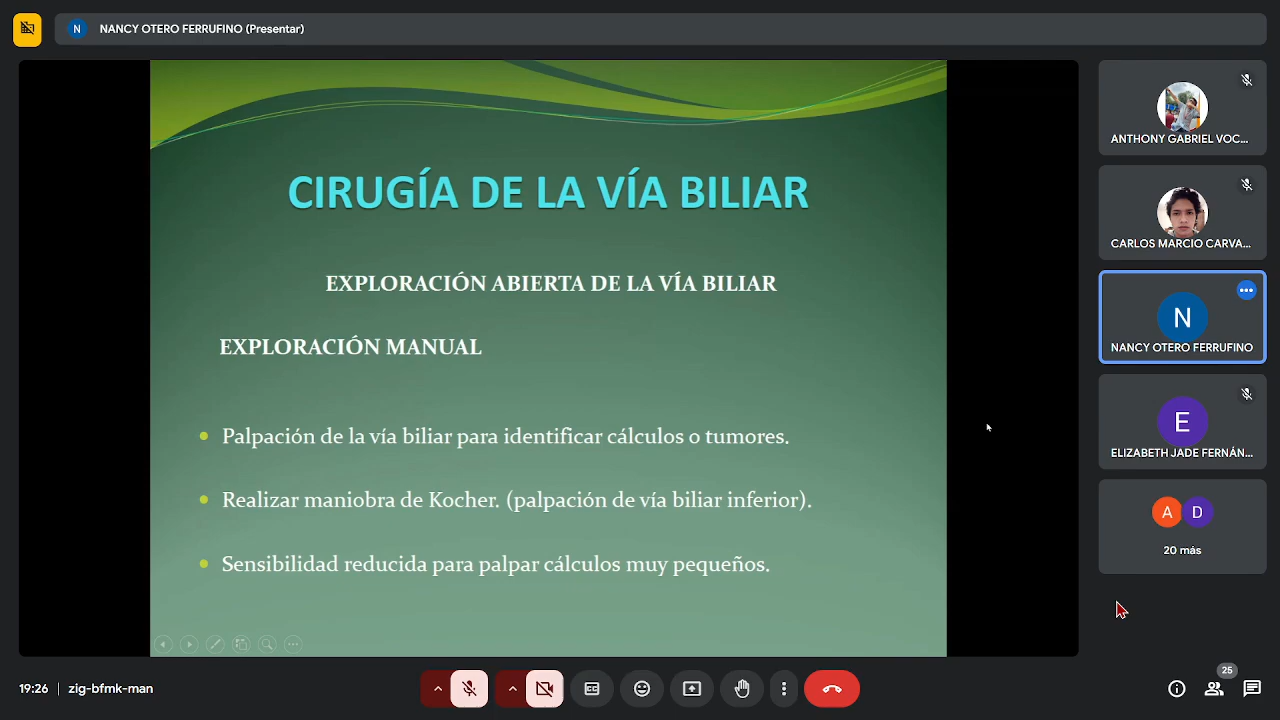 N NANCY OTERO FERRUFINO (Presentar)
CIRUGÍA DE LA VÍA BILIAR
EXPLORACIÓN ABIERTA DE LA VÍA BILIAR
EXPLORACIÓN MANUAL
Palpación de la vía biliar para identificar cálculos o tumores.
Realizar maniobra de Kocher. (palpación de vía biliar inferior).
Sensibilidad reducida para palpar cálculos muy pequeños.
ANTHONY GABRIEL VOC...
CARLOS MARCIO CARVA...
N
NANCY OTERO FERRUFINO
E
ELIZABETH JADE FERNÁN...
A D
20 más
19:26 | zig-bfmk-man
25